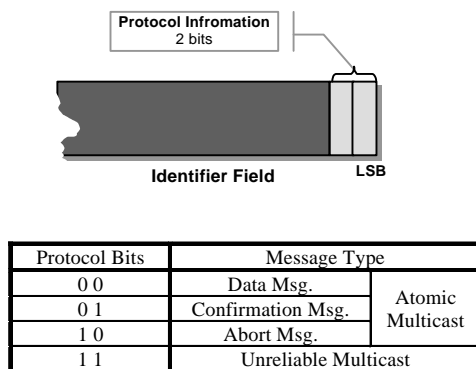 Protocol Infromation
2 bits
Identifier Field
LSB
Protocol Bits Message Type
0 0 Data Msg.
0 1 Confirmation Msg.
Atomic
Multicast
1 0 Abort Msg.
1 1 Unreliable Multicast